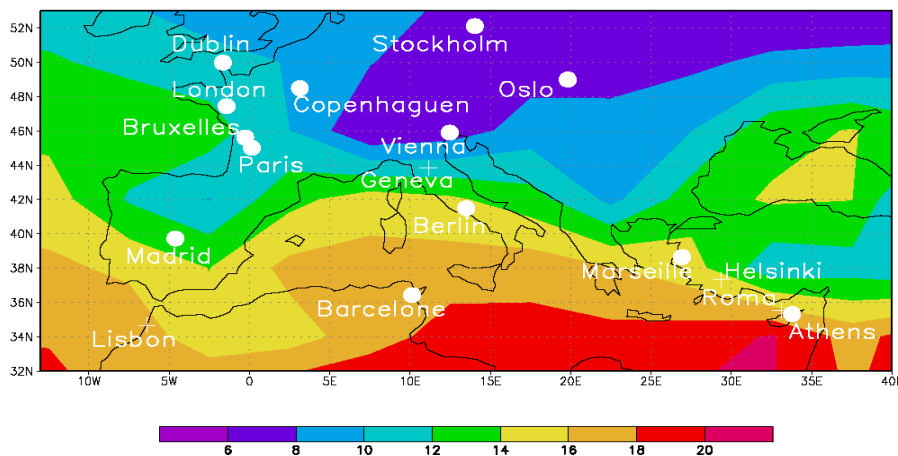 52N
50N
48N
46N
44N
42N
40N
38N
36N
34N
32N
Dublin
Stockholm
London
Copenhaguen
Oslo
Bruxelles
Paris
Vienna
Geneva
Berlin
Madrid
Marseille
Helsinki
Barcelone
Roma
Lisbon
Athens
10W 5W 0 5E 10E 15E 20E 25E 30E 35E 40E
6 8 10 12 14 16 18 20